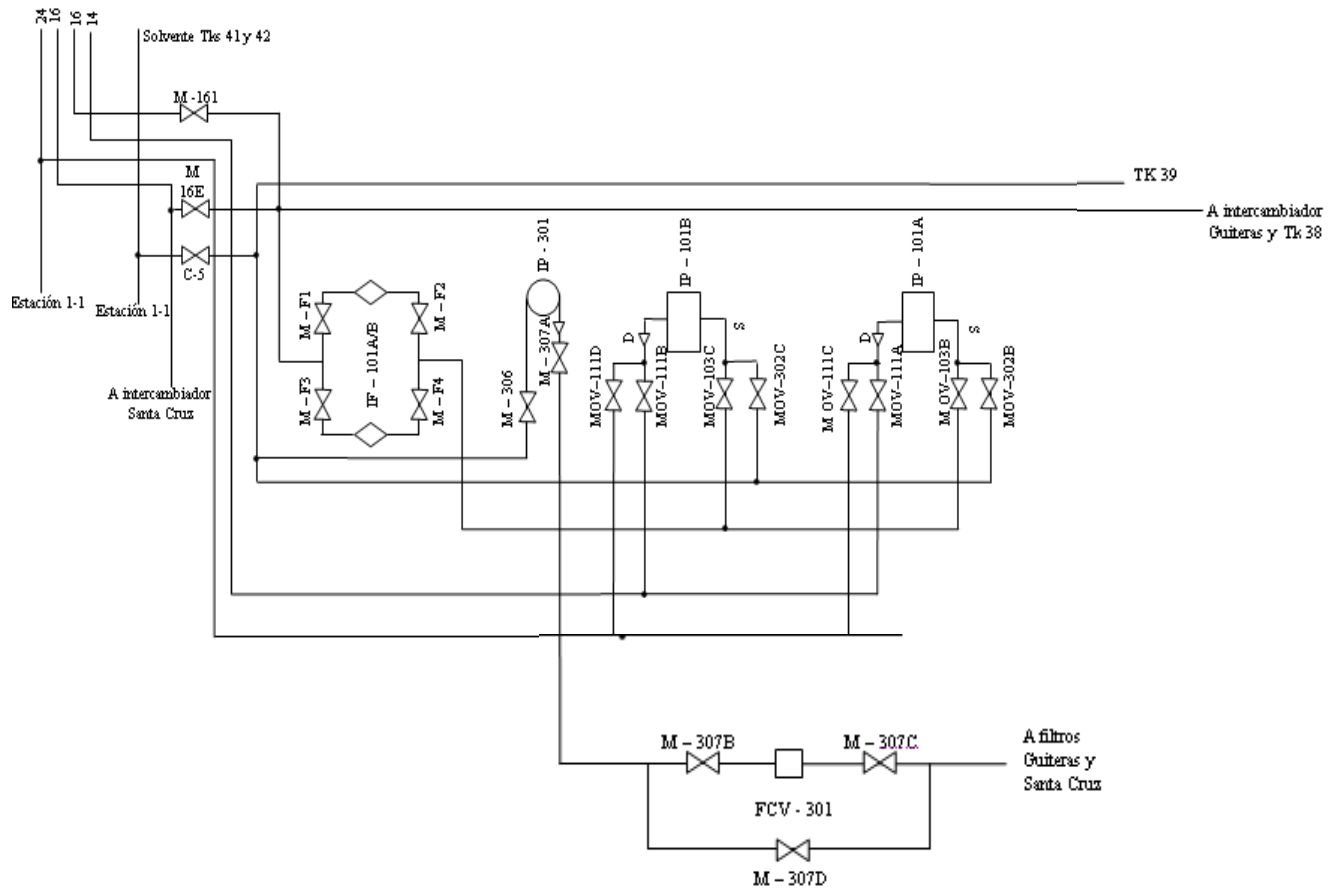 24
16
16
14
Solvente Tks 41 y 42
M -161
M
16E
C-5
TK 39
A intercambiador
Guiteras y Tk 38
Estación 1-1
Estación 1-1
A intercambiador
Santa Cruz
M – F1
M – F2
M – F3
M – F4
IF – 101A/B
IP - 301
M – 307A
M – 306
IP – 101B
D
MOV–111D
MOV–111B
MOV–103C
MOV–302C
IP – 101A
D
S
S
M OV–111C
MOV–111A
M OV–103B
MOV–302B
M – 307B
M – 307C
FCV - 301
M – 307D
A filtros
Guiteras y
Santa Cruz